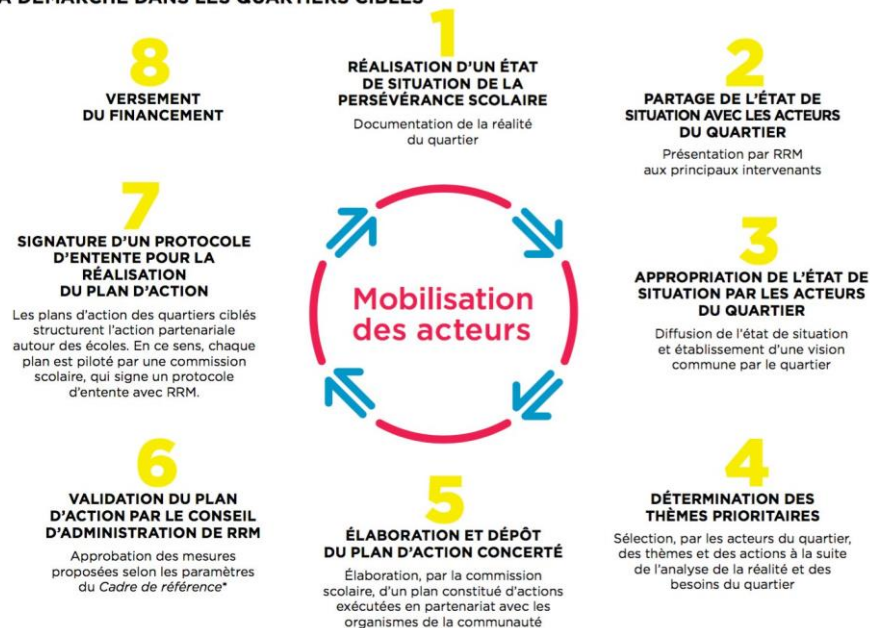 LA DÉMARCHE DANS LES QUARTIERS CIBLÉS
1
RÉALISATION D'UN ÉTAT
DE SITUATION DE LA
PERSÉVÉRANCE SCOLAIRE
Documentation de la réalité
du quartier
2
PARTAGE DE L'ÉTAT DE
SITUATION AVEC LES ACTEURS
DU QUARTIER
Présentation par RRM
aux principaux intervenants
3
APPROPRIATION DE L'ÉTAT DE
SITUATION PAR LES ACTEURS
DU QUARTIER
Diffusion de l'état de situation
et établissement d'une vision
commune par le quartier
4
DÉTERMINATION DES
THÈMES PRIORITAIRES
Sélection, par les acteurs du quartier,
des thèmes et des actions à la suite
de l'analyse de la réalité et des
besoins du quartier
5
ÉLABORATION ET DÉPÔT
DU PLAN D'ACTION CONCERTÉ
Élaboration, par la commission
scolaire, d'un plan constitué d'actions
exécutées en partenariat avec les
organismes de la communauté
6
VALIDATION DU PLAN
D'ACTION PAR LE CONSEIL
D'ADMINISTRATION DE RRM
Approbation des mesures
proposées selon les paramètres
du Cadre de référence*
7
SIGNATURE D'UN PROTOCOLE
D'ENTENTE POUR LA
RÉALISATION
DU PLAN D'ACTION
Les plans d'action des quartiers ciblés
structurent l'action partenariale
autour des écoles. En ce sens, chaque
plan est piloté par une commission
scolaire, qui signe un protocole
d'entente avec RRM.
8
VERSEMENT
DU FINANCEMENT
Mobilisation
des acteurs